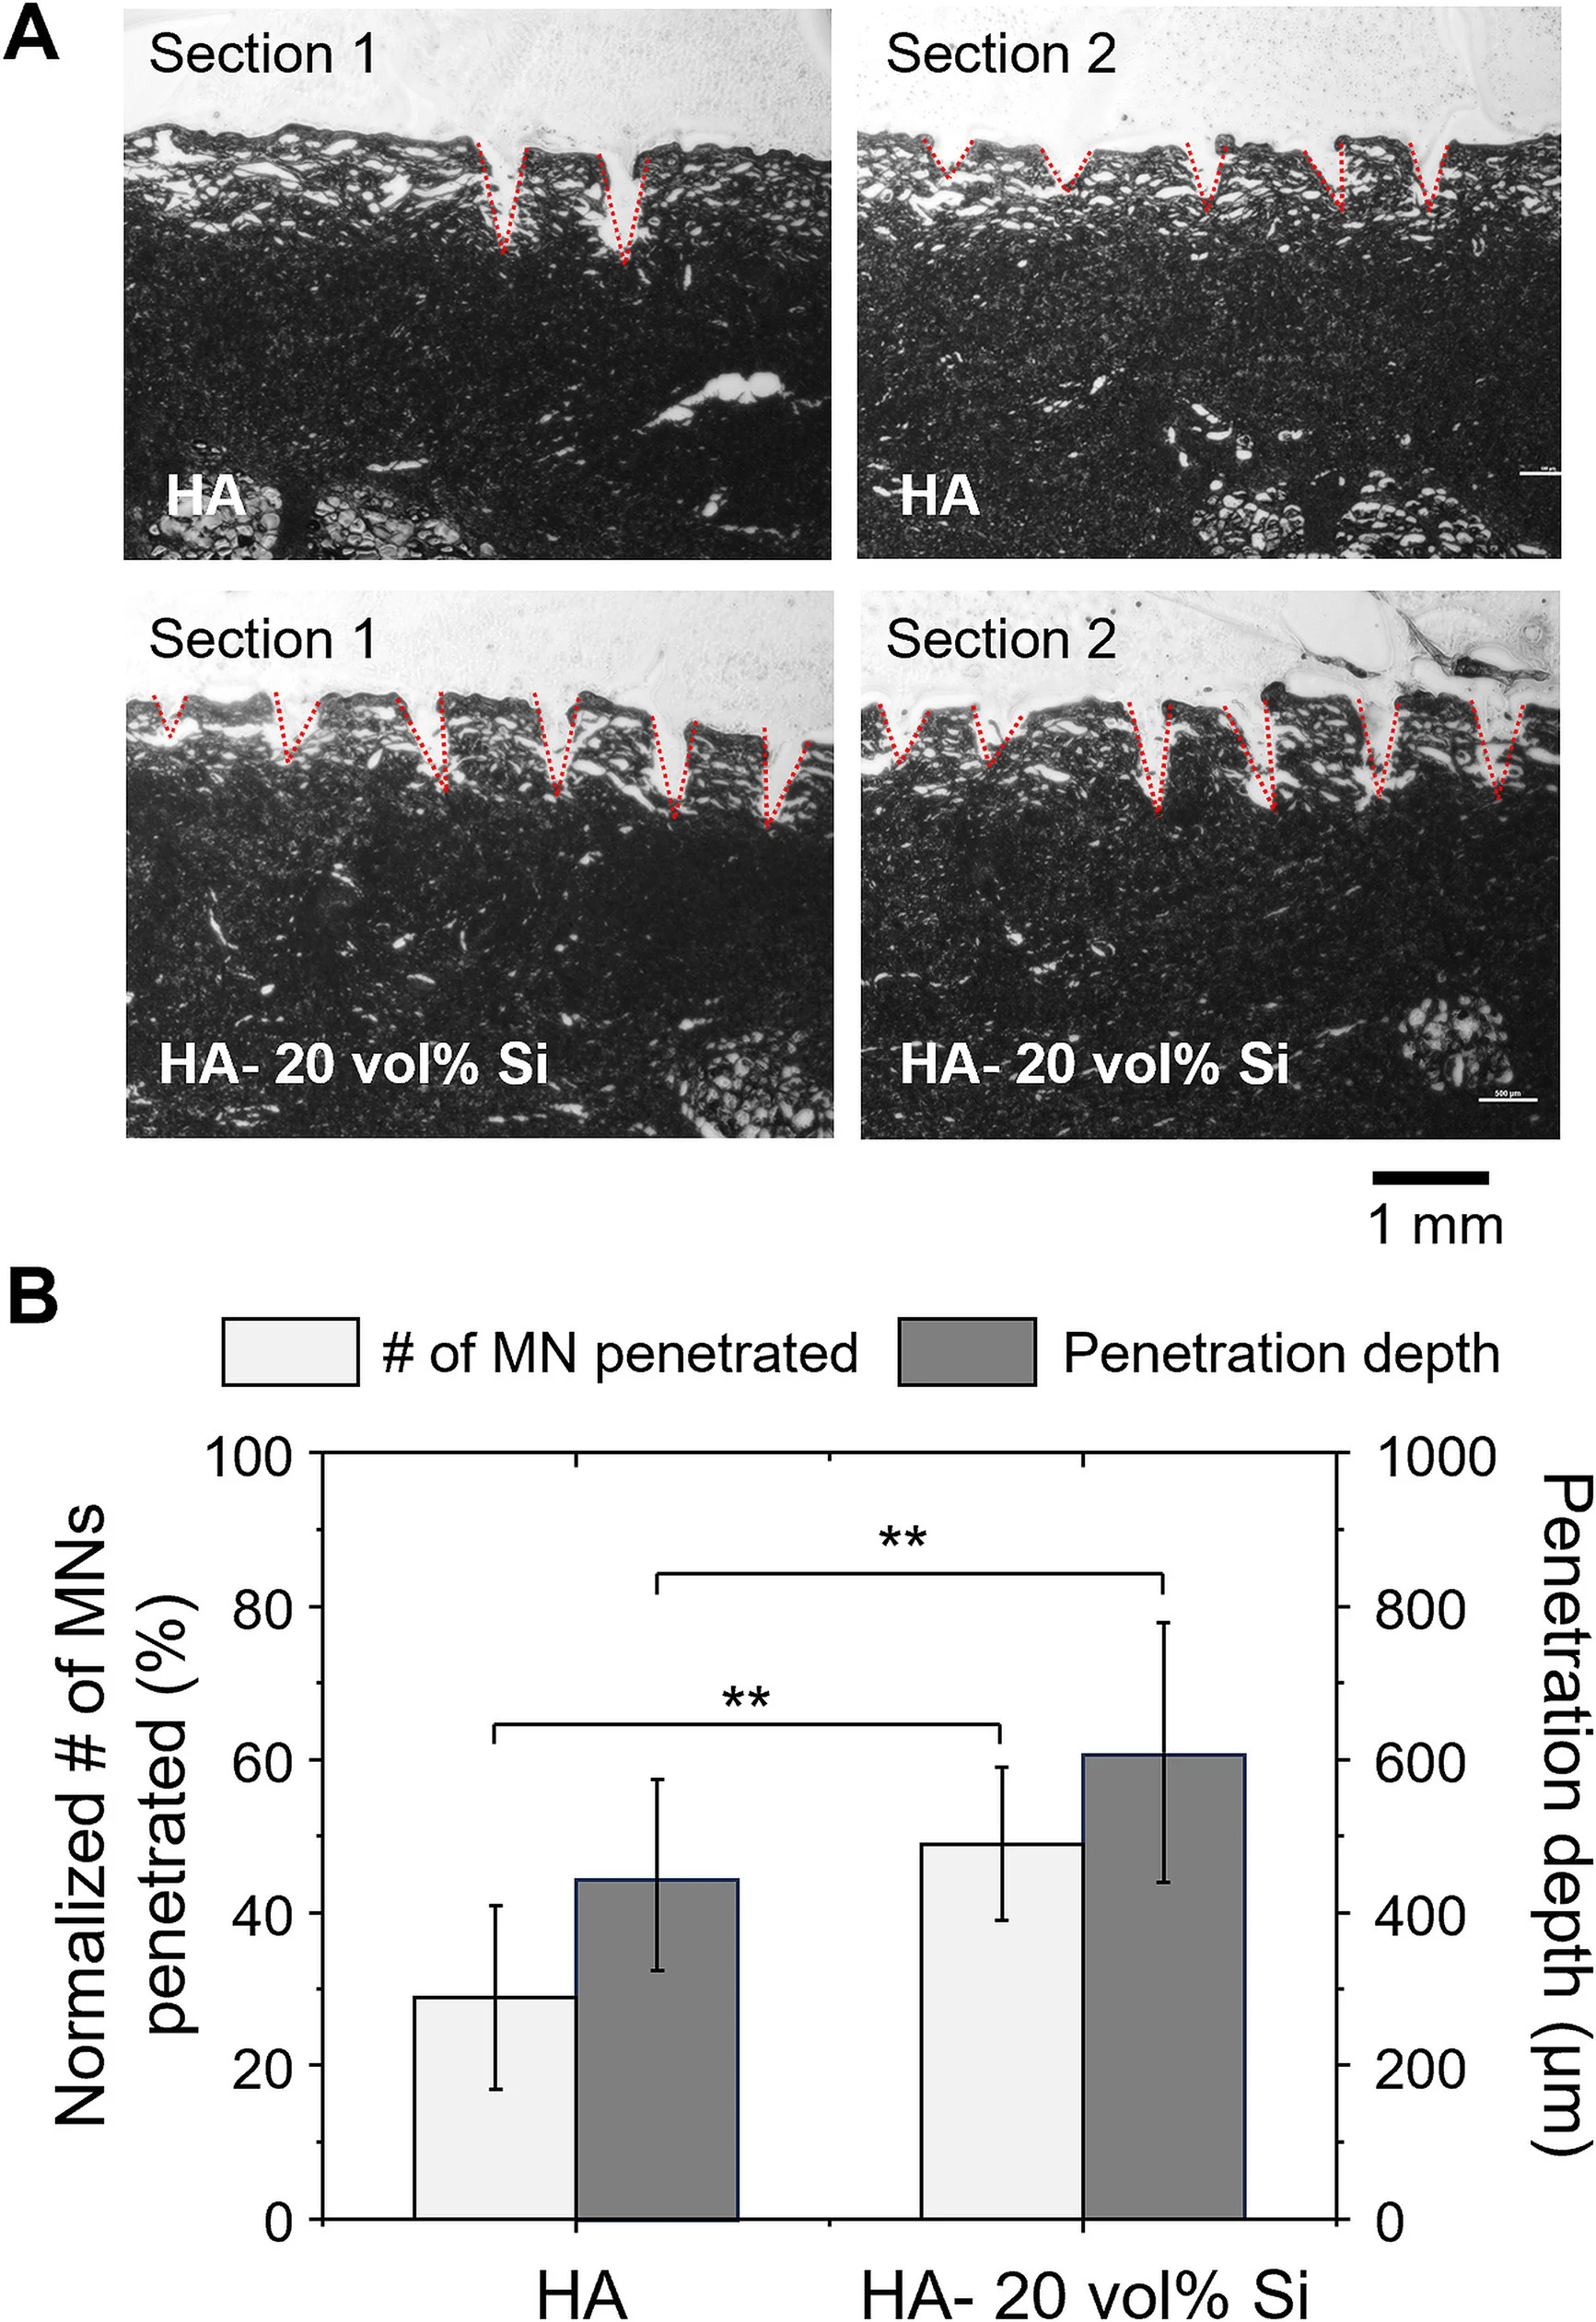 A
Section 1
Section 2
HA
HA
Section 1
Section 2
HA- 20 vol% Si
HA- 20 vol% Si
500 μm
1 mm
B
# of MN penetrated
Penetration depth
Normalized # of MNs
penetrated (%)
100
80
60
40
20
0
**
**
1000
800
600
400
200
0
Penetration depth (μm)
HA
HA- 20 vol% Si